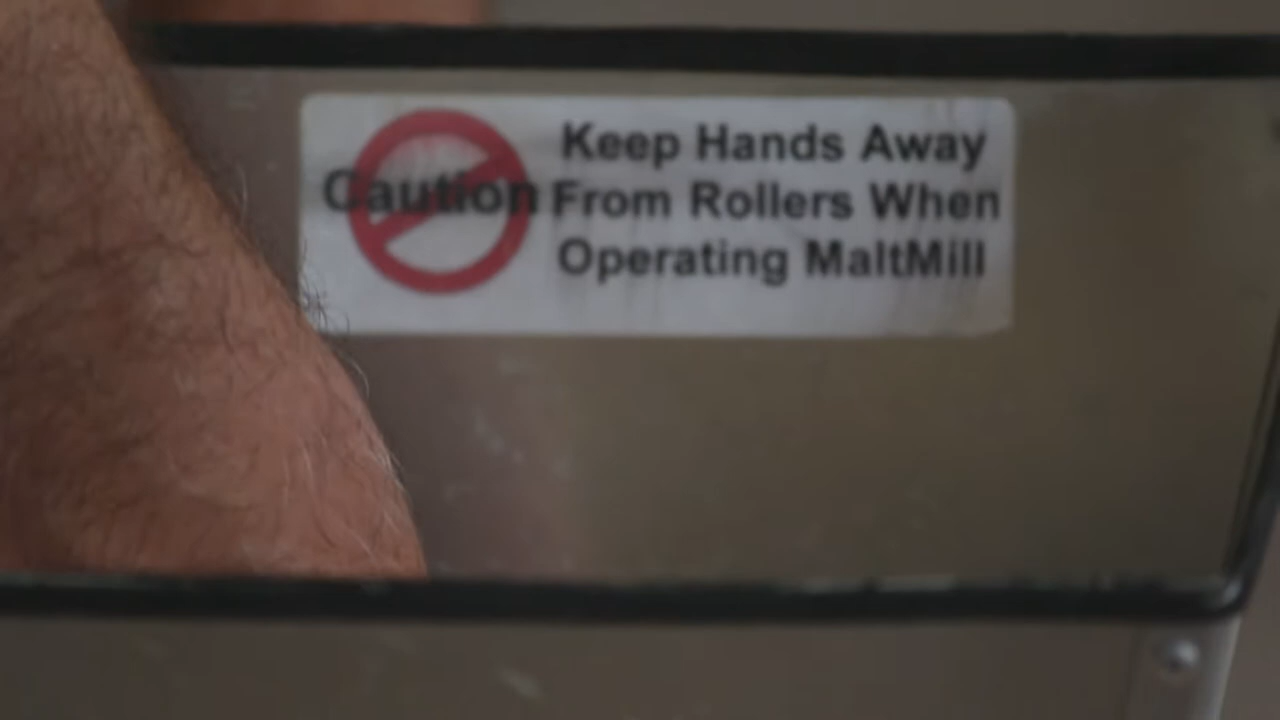 Caution
Keep Hands Away
From Rollers When
Operating MaltMill